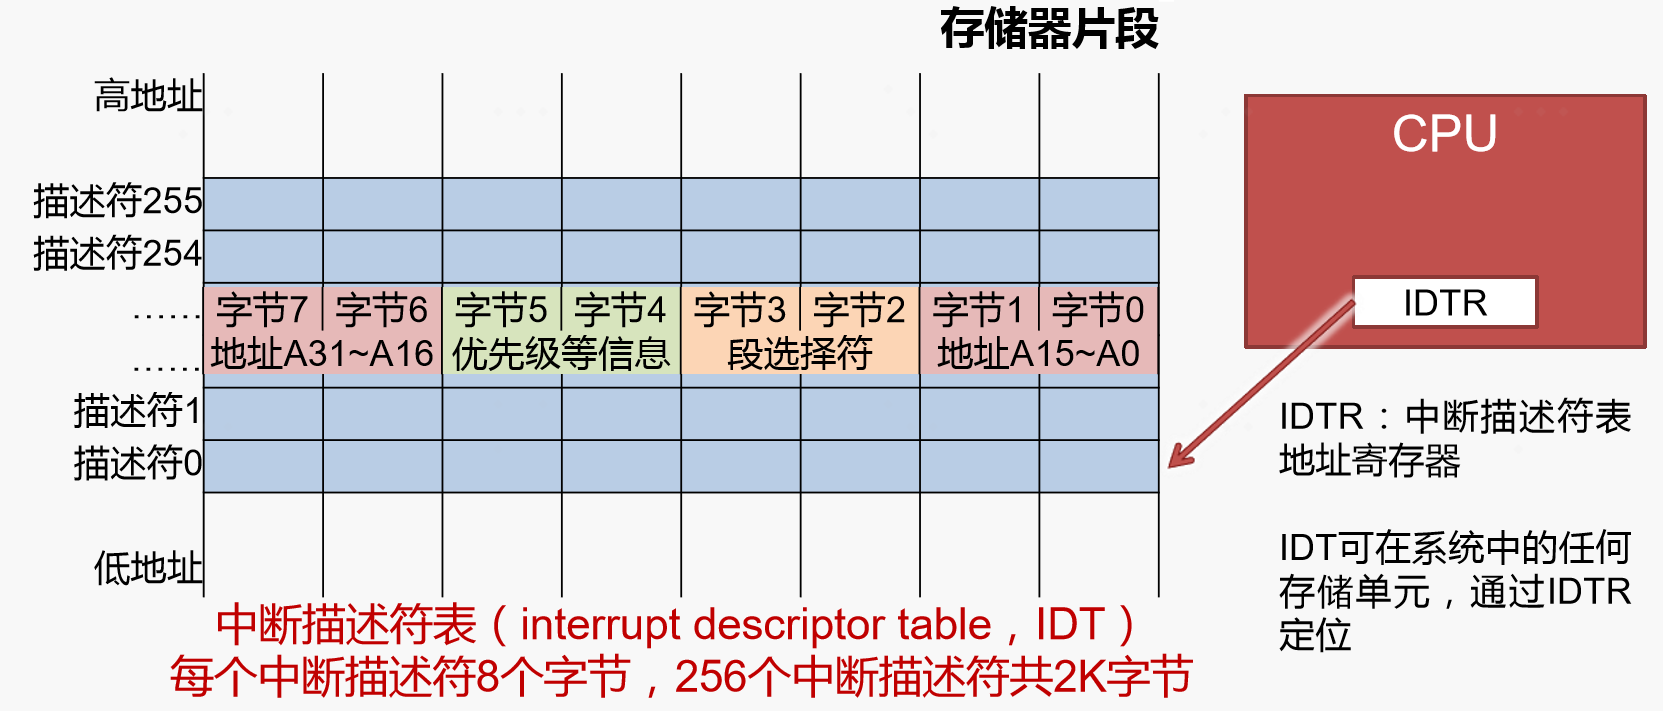 存储器片段
高地址
描述符255
描述符254
……
字节7 字节6 字节5 字节4 字节3 字节2 字节1 字节0
地址A31~A16 优先级等信息 段选择符 地址A15~A0
……
描述符1
描述符0
低地址
CPU
IDTR
IDTR：中断描述符表
地址寄存器
IDT可在系统中的任何
存储单元，通过IDTR
定位
中断描述符表（interrupt descriptor table，IDT）
每个中断描述符8个字节，256个中断描述符共2K字节